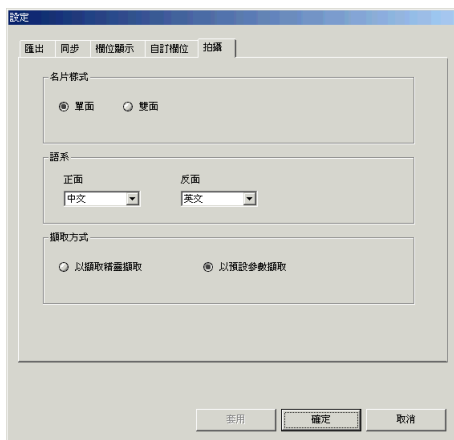 設定
匯出 同步 欄位顯示 自訂欄位 拍攝
名片樣式
單面 雙面
語系
正面 反面
中文 英文
擷取方式
以擷取精靈擷取 以預設參數擷取
套用 確定 取消